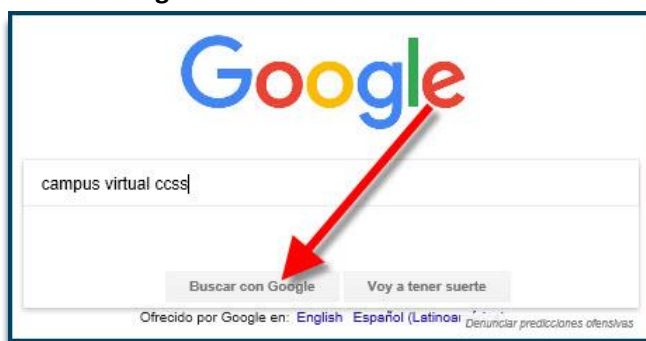 Google
campus virtual ccss
Buscar con Google Voy a tener suerte
Ofrecido por Google en: English Español
Denunciar predicciones ofensivas